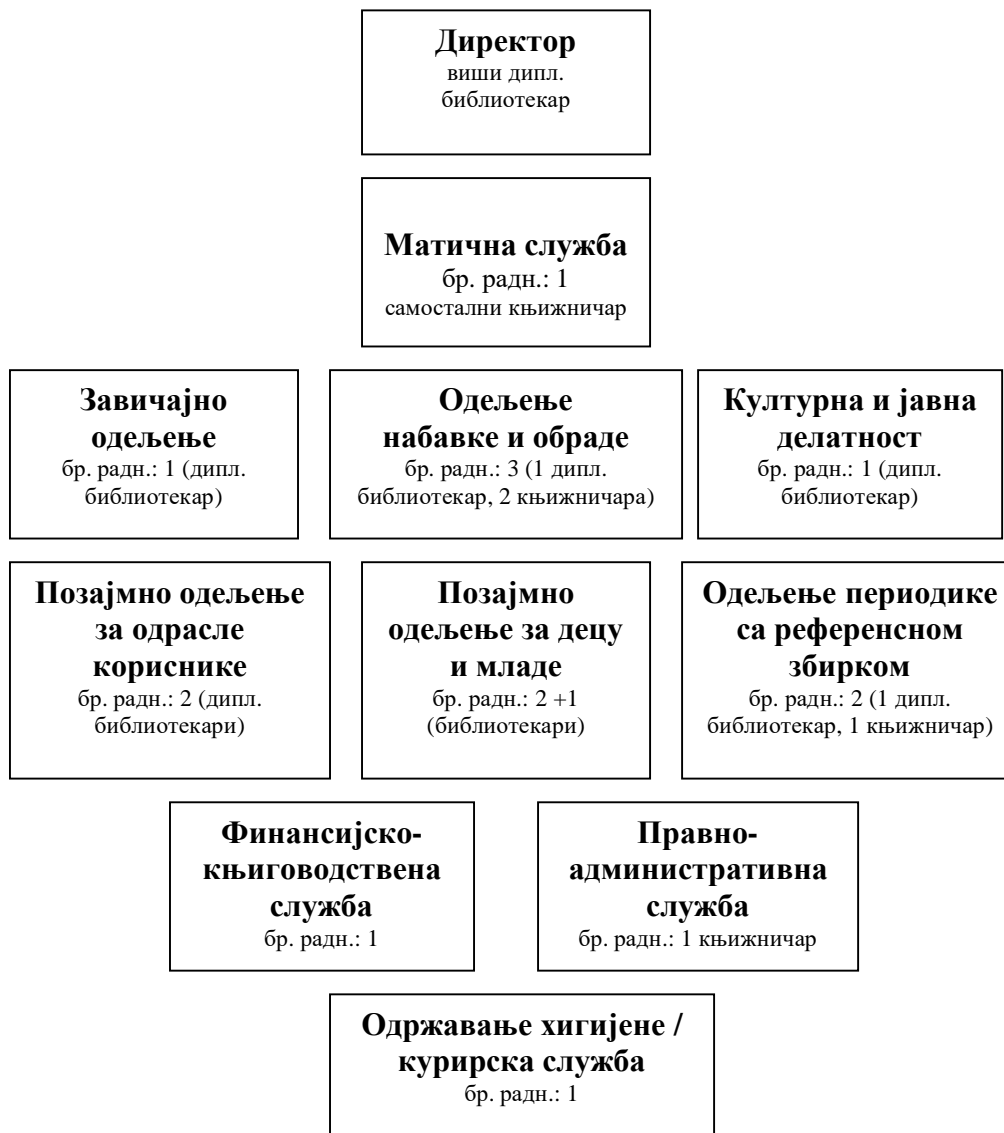 Директор
виши дипл.
библиотекар
Матична служба
бр. радн.: 1
самостални књижничар
Завичајно
одељење
бр. радн.: 1 (дипл.
библиотекар)
Одељење
набавке и обраде
бр. радн.: 3 (1 дипл.
библиотекар, 2 књижничара)
Културна и јавна
делатност
бр. радн.: 1 (дипл.
библиотекар)
Позајмно одељење
за одрасле
кориснике
бр. радн.: 2 (дипл.
библиотекари)
Позајмно
одељење за децу
и младе
бр. радн.: 2 +1
(библиотекари)
Одељење периодике
са референсном
збирком
бр. радн.: 2 (1 дипл.
библиотекар, 1 књижничар)
Финансијско-
књиговодствена
служба
бр. радн.: 1
Правно-
административна
служба
бр. радн.: 1 књижничар
Одржавање хигијене /
курирска служба
бр. радн.: 1